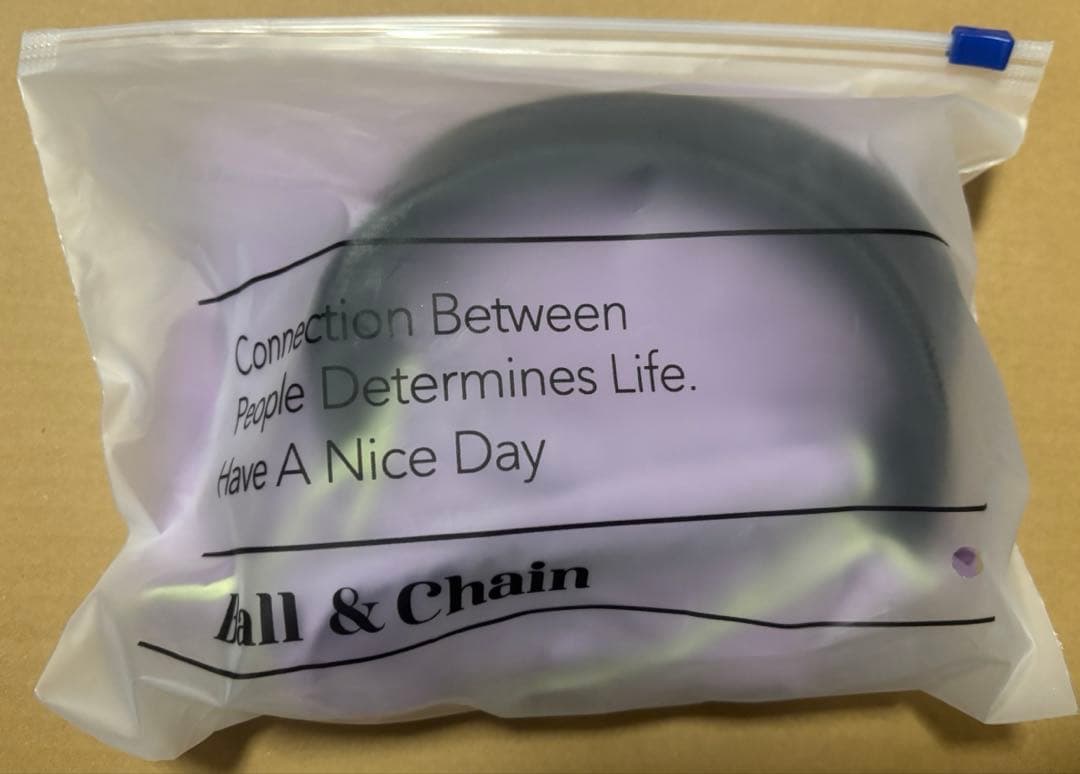 Connection Between
People Determines Life.
Have A Nice Day
Ball & Chain